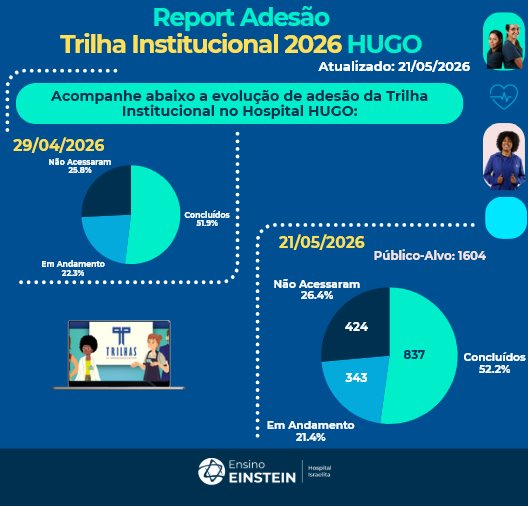 Report Adesão
Trilha Institucional 2026 HUGO
Atualizado: 21/05/2026
Acompanhe abaixo a evolução de adesão da Trilha
Institucional no Hospital HUGO:
29/04/2026
Não Acessaram
25.8%
Concluídos
51.9%
Em Andamento
22.3%
21/05/2026
Público-Alvo: 1604
Não Acessaram
26.4%
424
837
Concluídos
52.2%
343
Em Andamento
21.4%
TRILHAS
Ensino
EINSTEIN
Hospital
Israelita